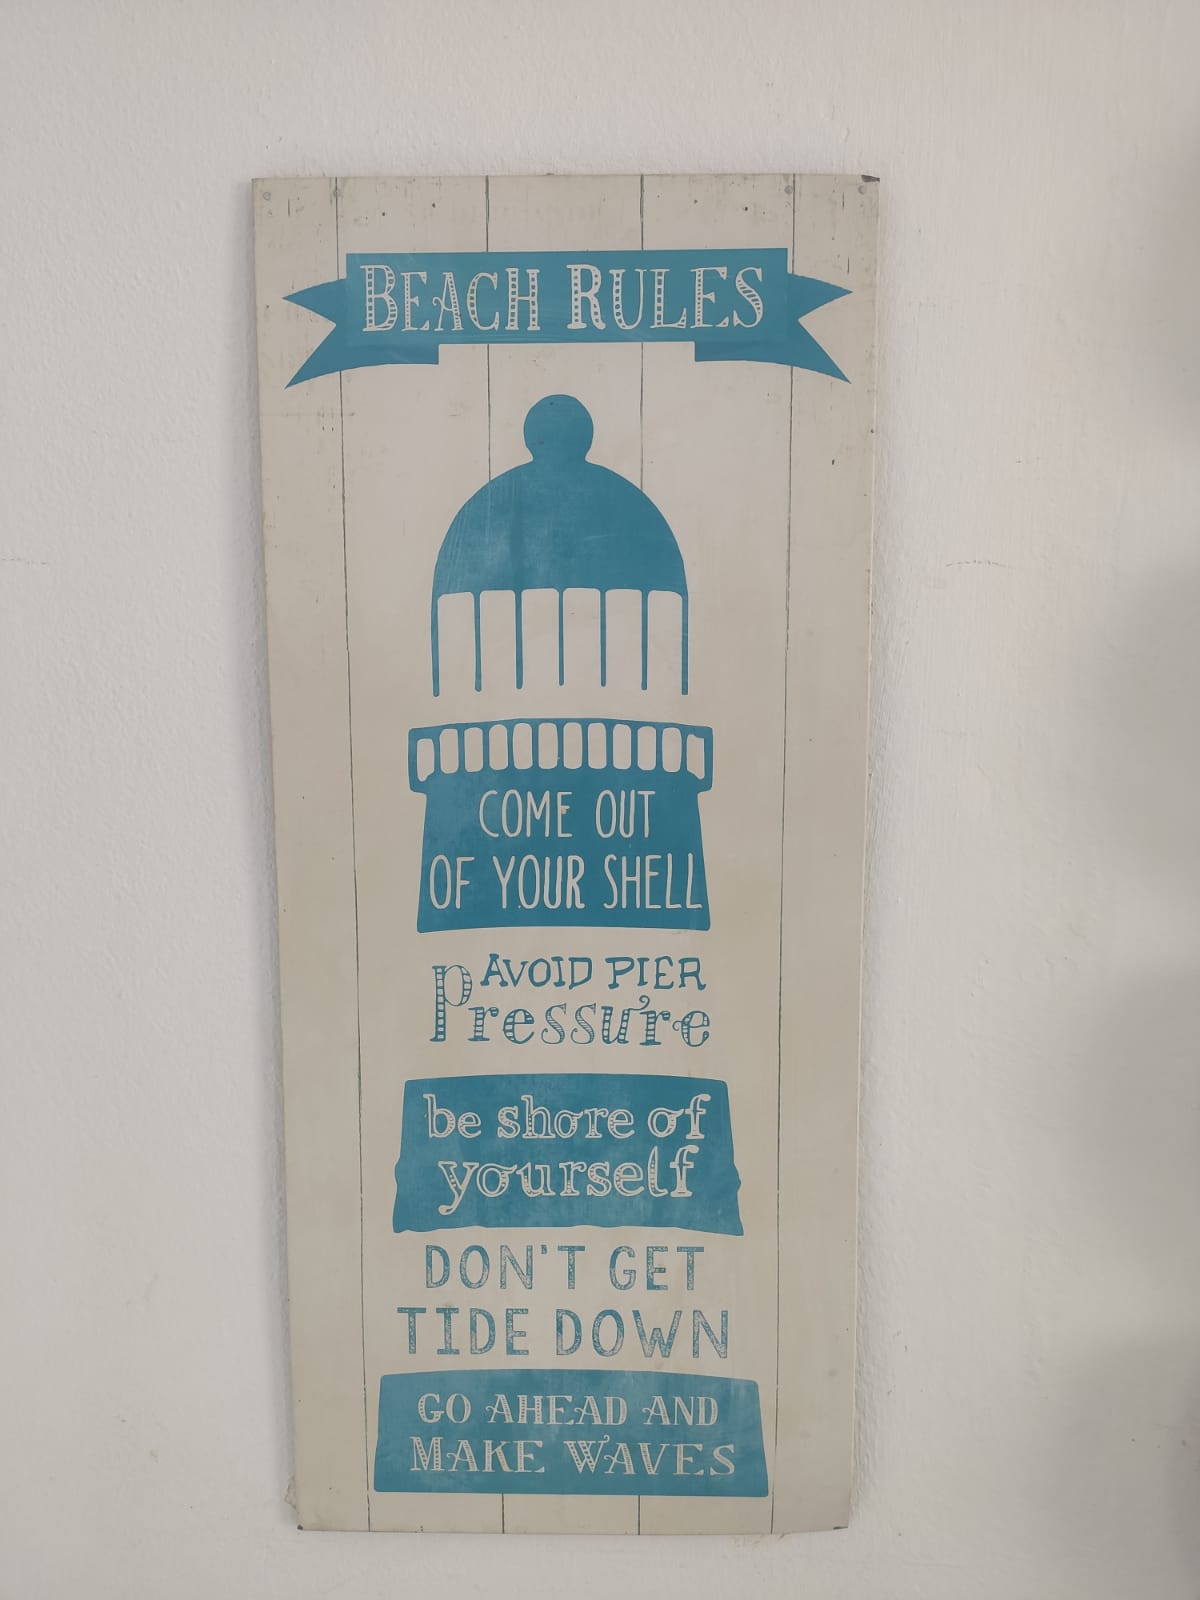 BEACH RULES
COME OUT
OF YOUR SHELL
AVOID PIER
Pressure
be shore of
yourself
DON'T GET
TIDE DOWN
GO AHEAD AND
MAKE WAVES